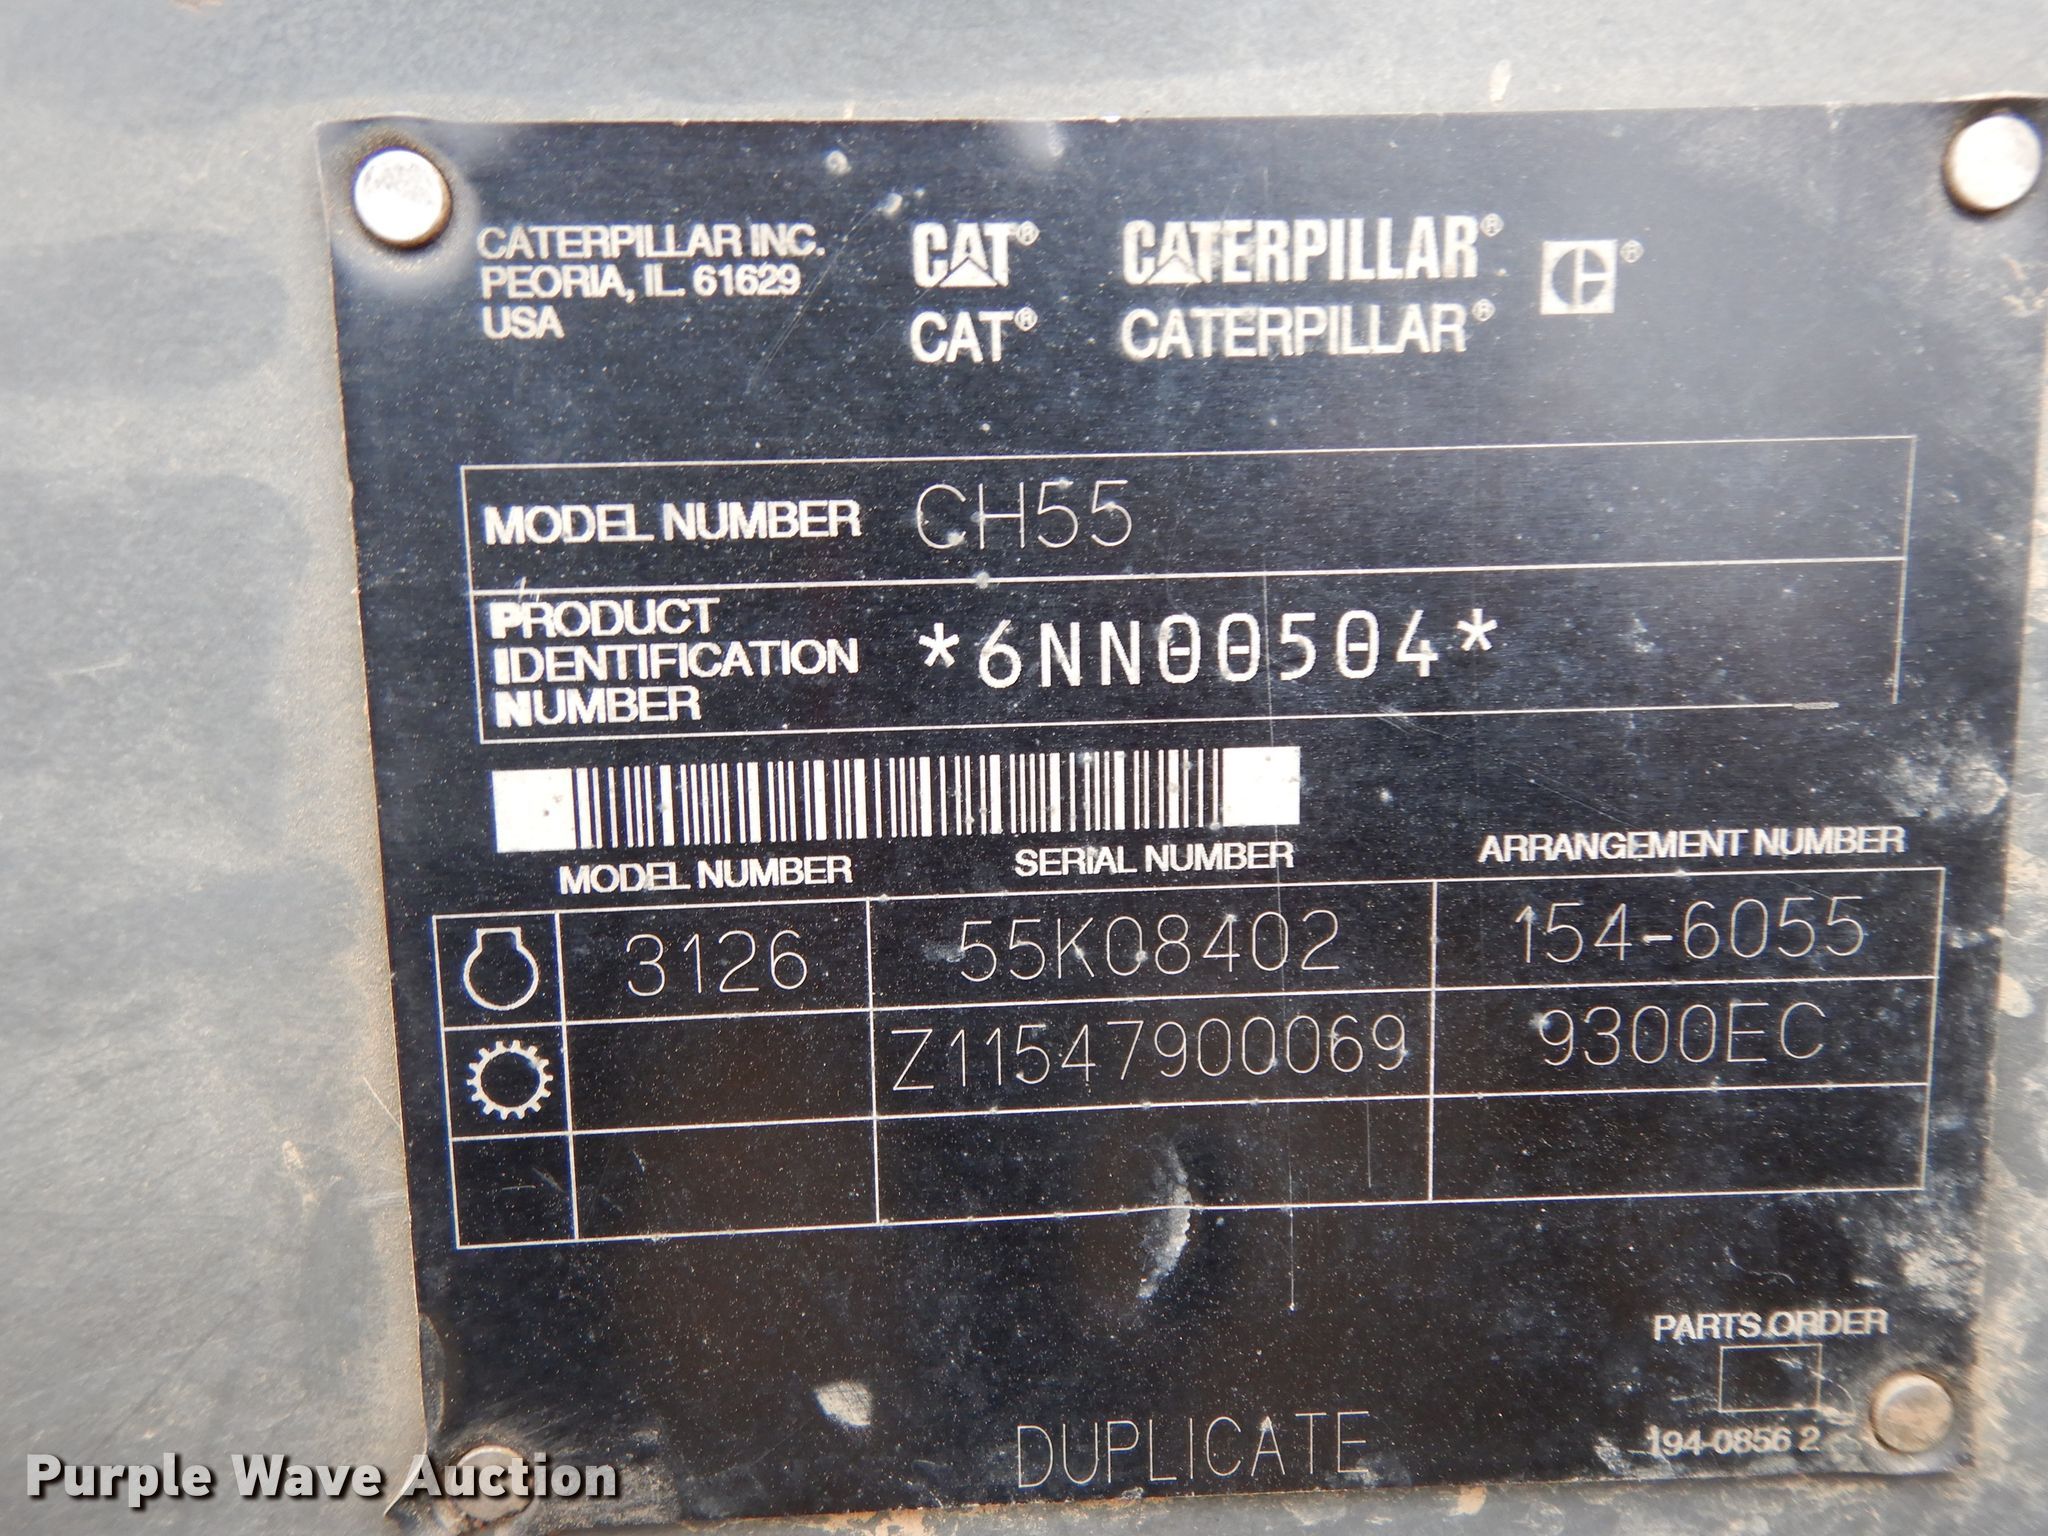 CATERPILLAR INC.
PEORIA, IL. 61629
USA
CAT® CATERPILLAR® ®
CAT® CATERPILLAR®
MODEL NUMBER CH55
PRODUCT
IDENTIFICATION
NUMBER
*6NN00504*
MODEL NUMBER SERIAL NUMBER ARRANGEMENT NUMBER
3126 55K08402 154-6055
Z11547900069 9300EC
PARTS ORDER
194-0856 2
DUPLICATE
Purple Wave Auction